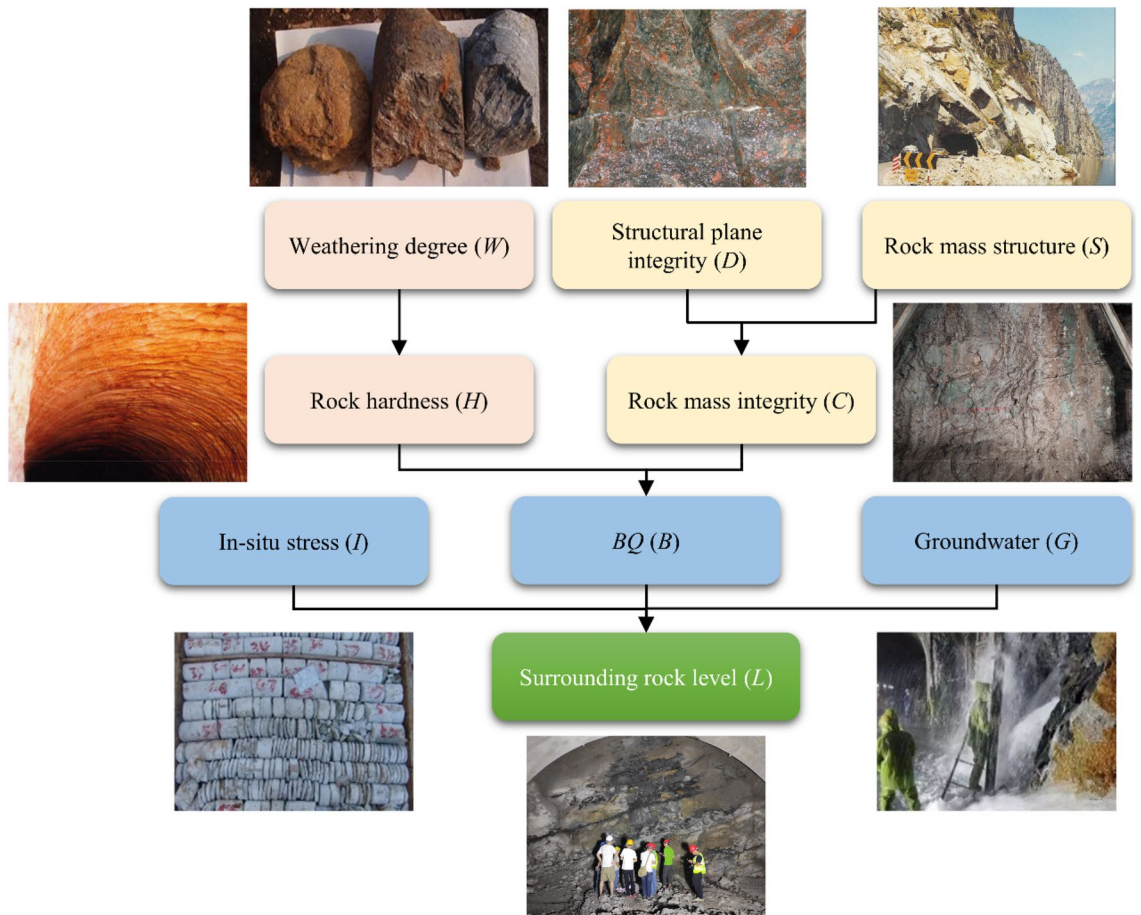 Weathering degree (W)
Structural plane
integrity (D)
Rock mass structure (S)
Rock hardness (H)
Rock mass integrity (C)
In-situ stress (I)
BQ (B)
Groundwater (G)
Surrounding rock level (L)